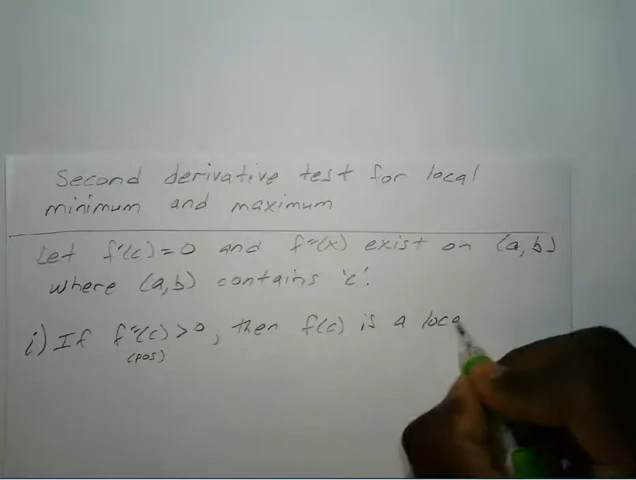 Second derivative test for local
minimum and maximum
Let f'(c)=0 and f"(x) exist on (a,b)
where (a,b) contains 'c'.
i) If f"(c)>0, then f(c) is a loca
(pos)